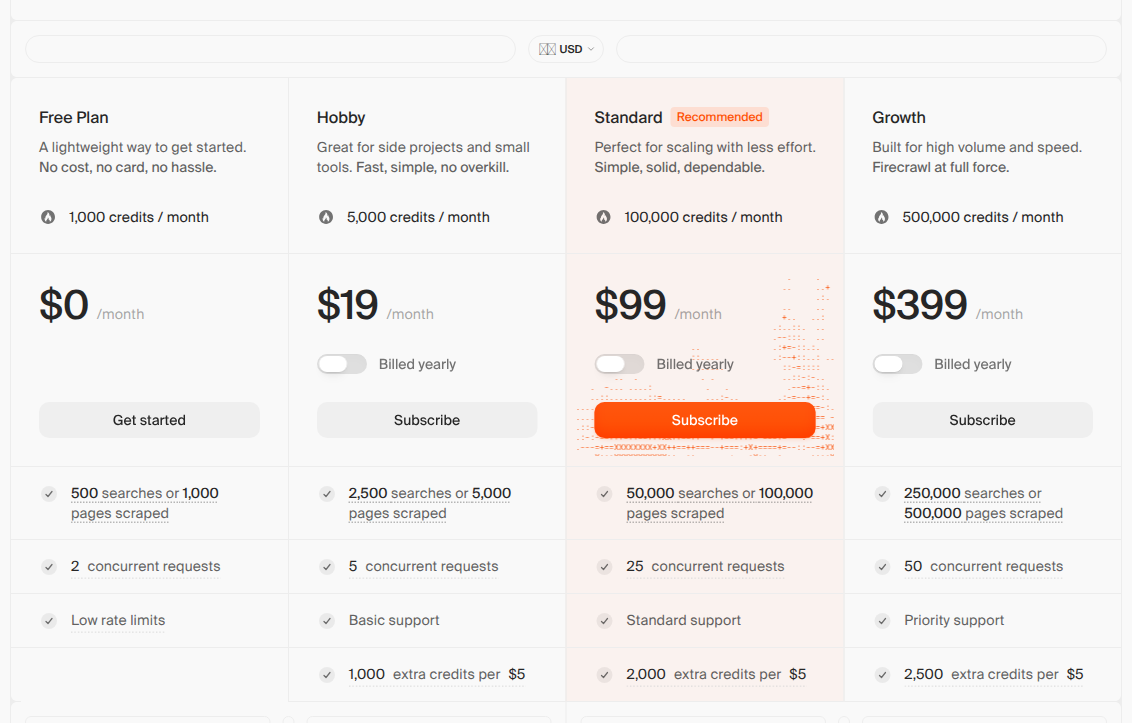 USD
Free Plan
A lightweight way to get started.
No cost, no card, no hassle.
1,000 credits / month
$0 /month
Get started
500 searches or 1,000
pages scraped
2 concurrent requests
Low rate limits
Hobby
Great for side projects and small
tools. Fast, simple, no overkill.
5,000 credits / month
$19 /month
Billed yearly
Subscribe
2,500 searches or 5,000
pages scraped
5 concurrent requests
Basic support
1,000 extra credits per $5
Standard Recommended
Perfect for scaling with less effort.
Simple, solid, dependable.
100,000 credits / month
$99 /month
Billed yearly
Subscribe
50,000 searches or 100,000
pages scraped
25 concurrent requests
Standard support
2,000 extra credits per $5
Growth
Built for high volume and speed.
Firecrawl at full force.
500,000 credits / month
$399 /month
Billed yearly
Subscribe
250,000 searches or
500,000 pages scraped
50 concurrent requests
Priority support
2,500 extra credits per $5